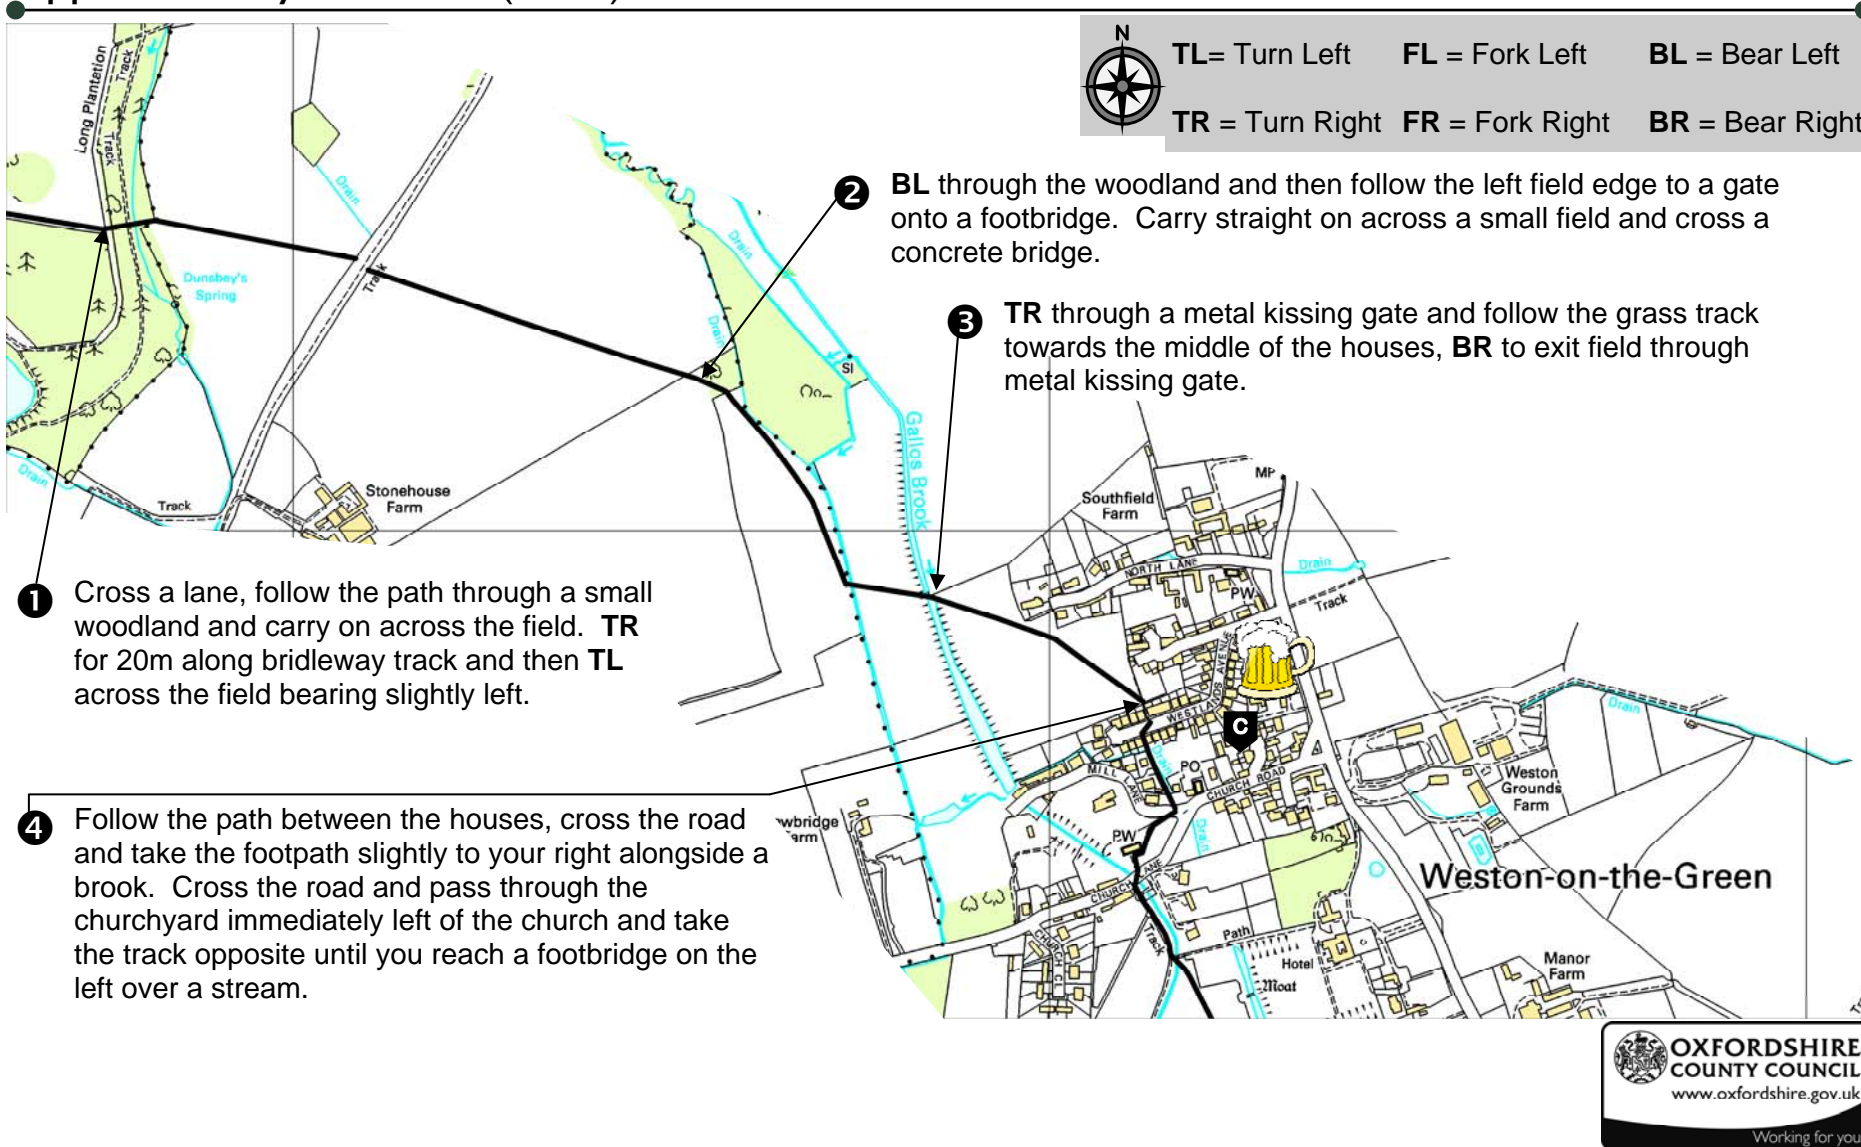 TL= Turn Left FL = Fork Left BL = Bear Left
TR = Turn Right FR = Fork Right BR = Bear Right
N
2 BL through the woodland and then follow the left field edge to a gate
onto a footbridge. Carry straight on across a small field and cross a
concrete bridge.
3 TR through a metal kissing gate and follow the grass track
towards the middle of the houses, BR to exit field through
metal kissing gate.
1 Cross a lane, follow the path through a small
woodland and carry on across the field. TR
for 20m along bridleway track and then TL
across the field bearing slightly left.
4 Follow the path between the houses, cross the road
and take the footpath slightly to your right alongside a
brook. Cross the road and pass through the
churchyard immediately left of the church and take
the track opposite until you reach a footbridge on the
left over a stream.
Long Plantation
Track
Track
Drain
Dunsbey's
Spring
Track
Drain
Drain
Sl
Gallos Brook
Drain
Track
Stonehouse
Farm
Southfield
Farm
MP
NORTH LANE
PW
Drain
Track
WESTLANDS AVENUE
C
Drain
MILL LANE
PO
CHURCH ROAD
Drain
PW
CHURCH LANE
CHURCH CL
Track
Path
Hotel
Moat
Weston
Grounds
Farm
Drain
Weston-on-the-Green
Manor
Farm
wbridge
arm
OXFORDSHIRE
COUNTY COUNCIL
www.oxfordshire.gov.uk
Working for you